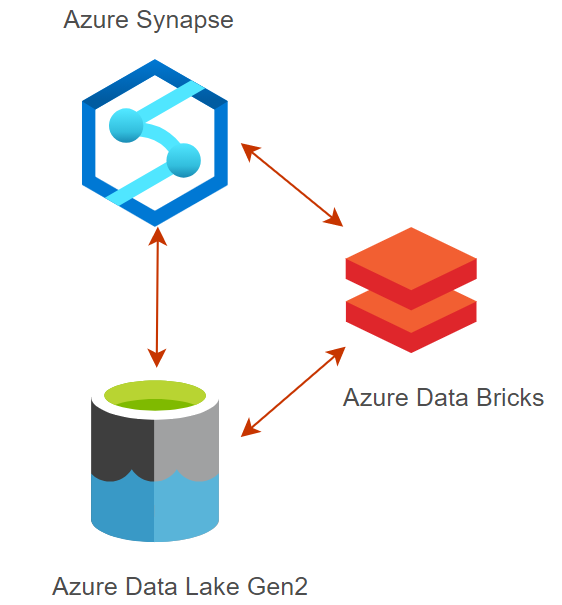 Azure Synapse
Azure Data Bricks
Azure Data Lake Gen2